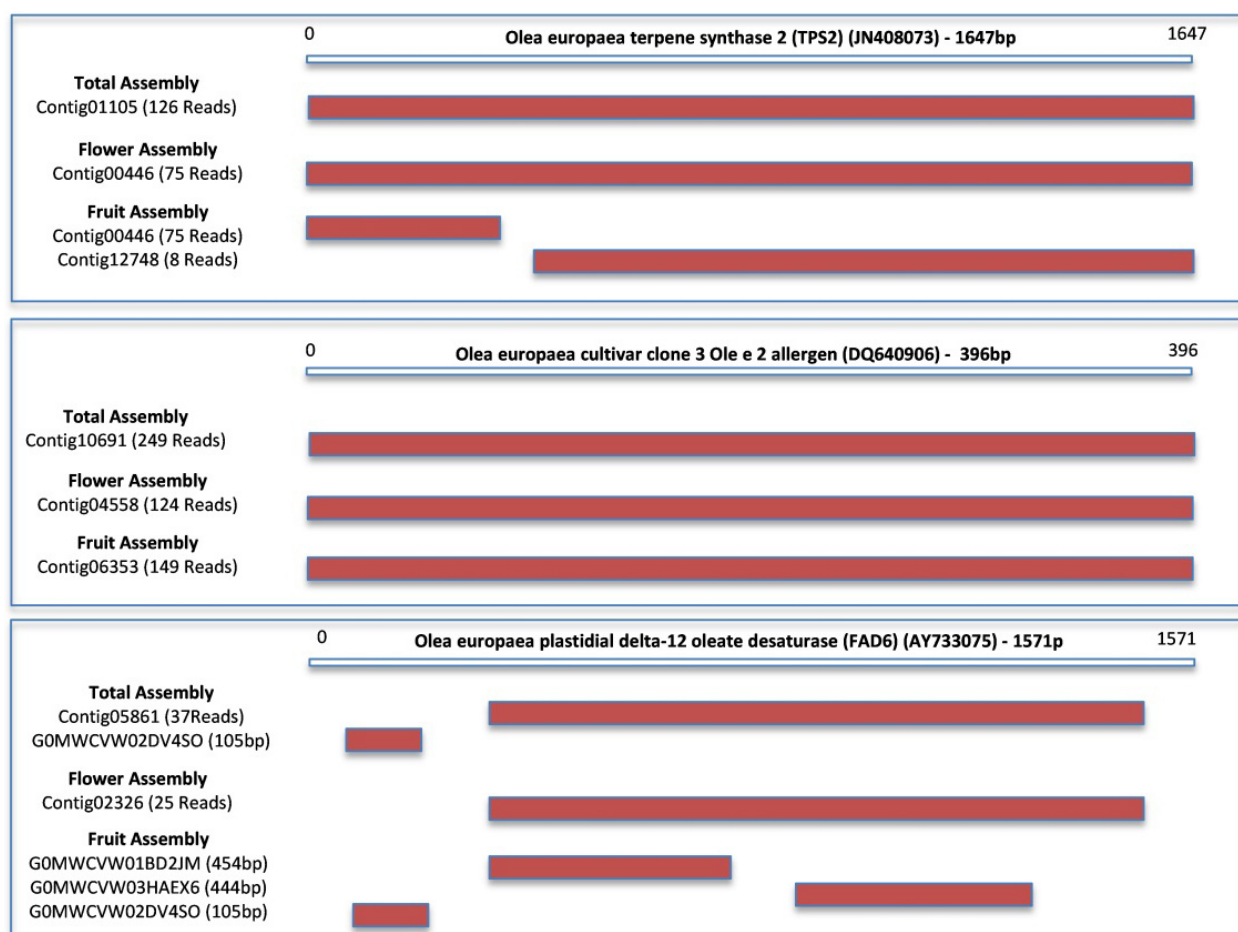 0 Olea europaea terpene synthase 2 (TPS2) (JN408073) - 1647bp 1647
Total Assembly
Contig01105 (126 Reads)
Flower Assembly
Contig00446 (75 Reads)
Fruit Assembly
Contig00446 (75 Reads)
Contig12748 (8 Reads)
0 Olea europaea cultivar clone 3 Ole e 2 allergen (DQ640906) - 396bp 396
Total Assembly
Contig10691 (249 Reads)
Flower Assembly
Contig04558 (124 Reads)
Fruit Assembly
Contig06353 (149 Reads)
0 Olea europaea plastidial delta-12 oleate desaturase (FAD6) (AY733075) - 1571p 1571
Total Assembly
Contig05861 (37Reads)
G0MWCVW02DV4SO (105bp)
Flower Assembly
Contig02326 (25 Reads)
Fruit Assembly
G0MWCVW01BD2JM (454bp)
G0MWCVW03HAEX6 (444bp)
G0MWCVW02DV4SO (105bp)